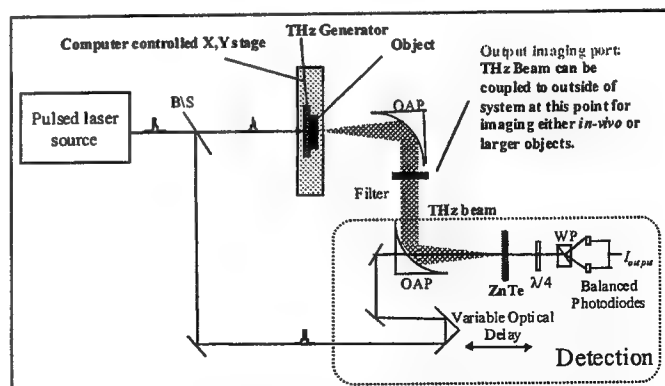 THz Generator
Computer controlled X,Y stage
Object
Output imaging port:
THz Beam can be
coupled to outside of
system at this point for
imaging either in-vivo or
larger objects.
Pulsed laser
source
B\S
OAP
Filter
THz beam
OAP
ZnTe
λ/4
WP
I output
Balanced
Photodiodes
Variable Optical
Delay
Detection